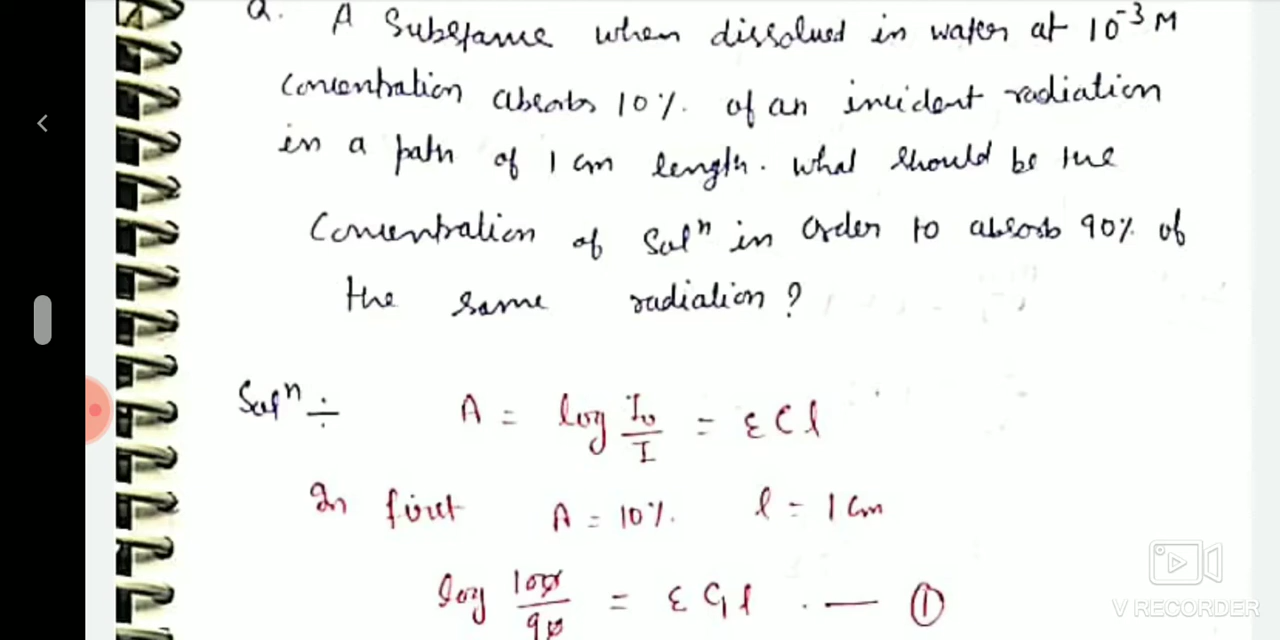 Q. A Substance when dissolved in water at 10⁻³ M
Concentration absorbs 10% of an incident radiation
in a path of 1 cm length. What should be the
Concentration of Solⁿ in order to absorb 90% of
the same radiation?
Solⁿ ÷ A = log I₀/I = ε C l
In first A = 10% l = 1 cm
log 100/90 = ε C₁ l . — ①
V RECORDER